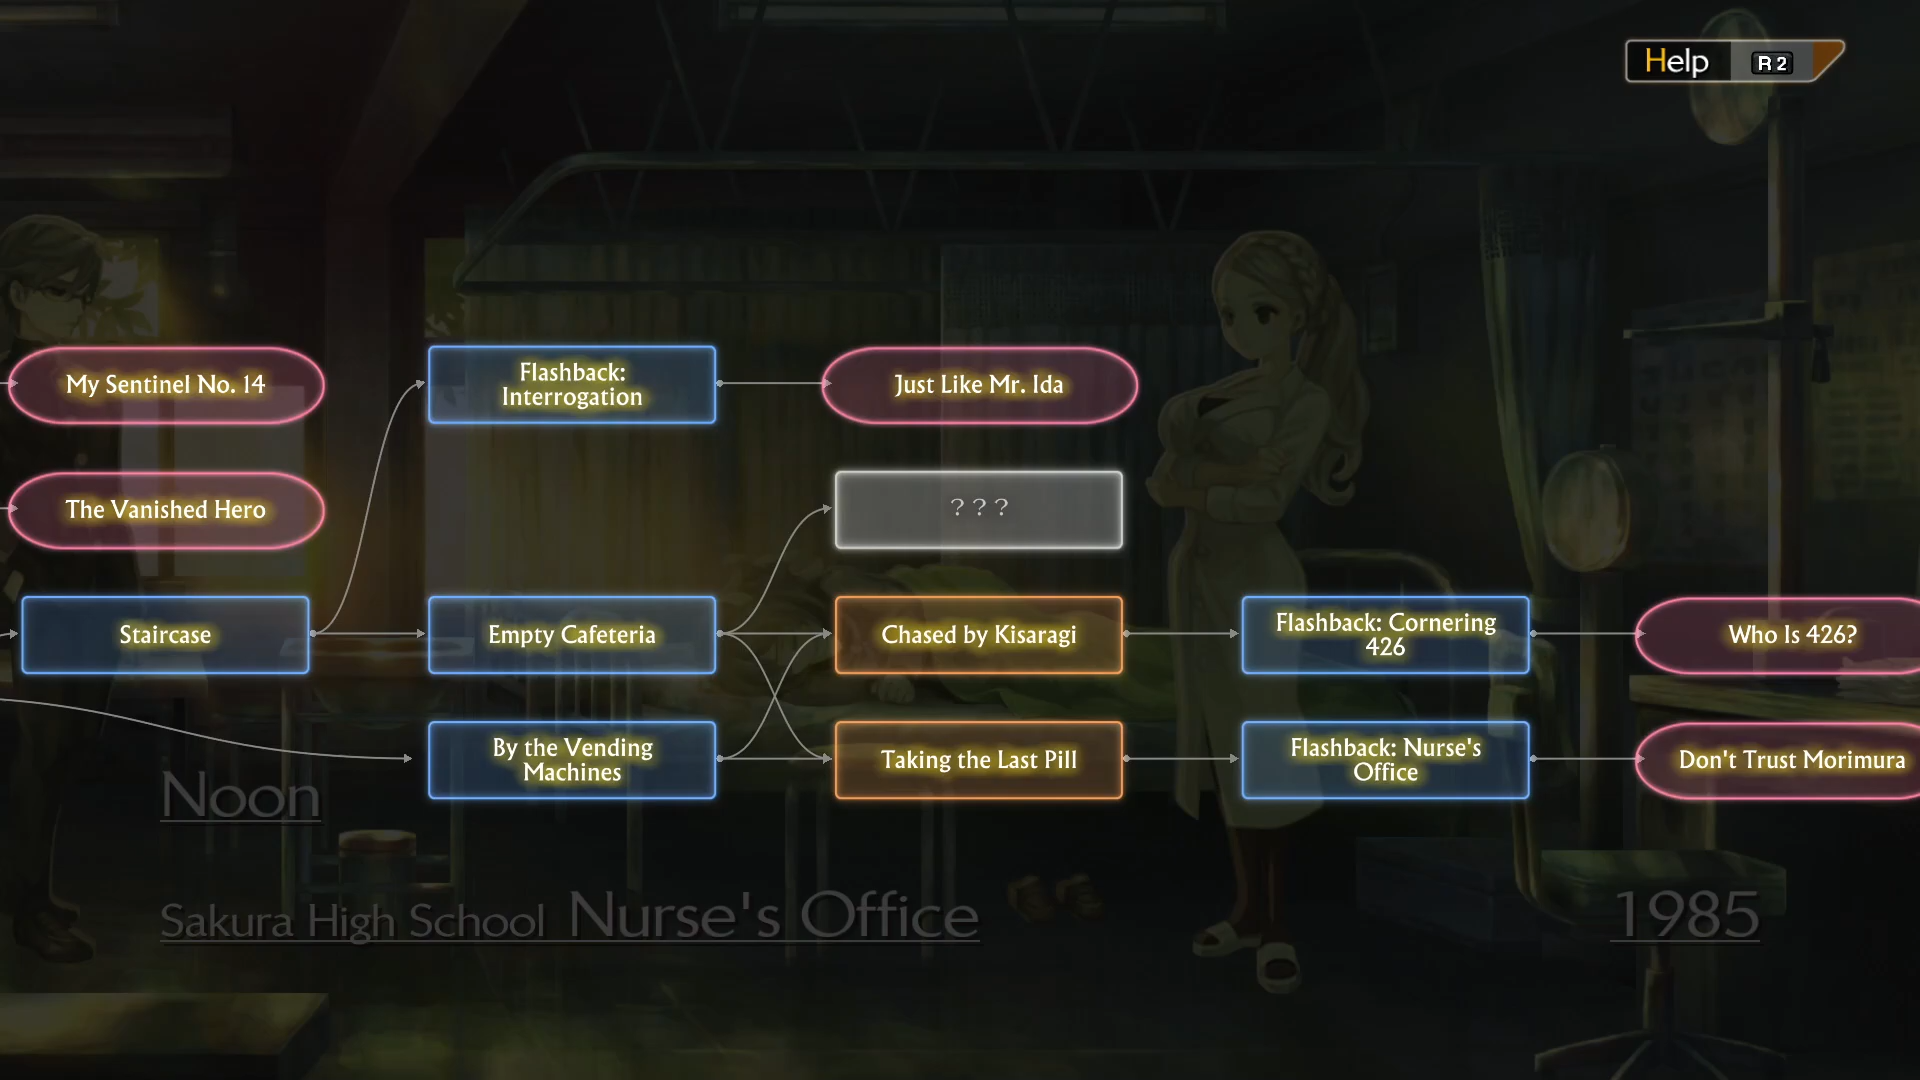 Help R2
My Sentinel No. 14
Flashback:
Interrogation
Just Like Mr. Ida
The Vanished Hero
? ? ?
Staircase
Empty Cafeteria
Chased by Kisaragi
Flashback: Cornering
426
Who Is 426?
By the Vending
Machines
Taking the Last Pill
Flashback: Nurse's
Office
Don't Trust Morimura
Noon
Sakura High School Nurse's Office
1985